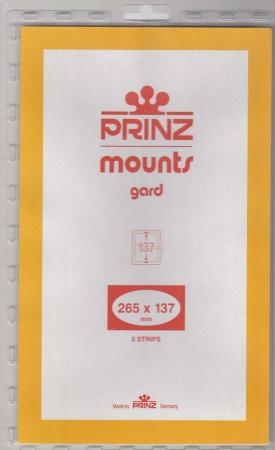 PRINZ
mounts
gard
137
265 x 137
mm
5 STRIPS
Made by PRINZ Germany